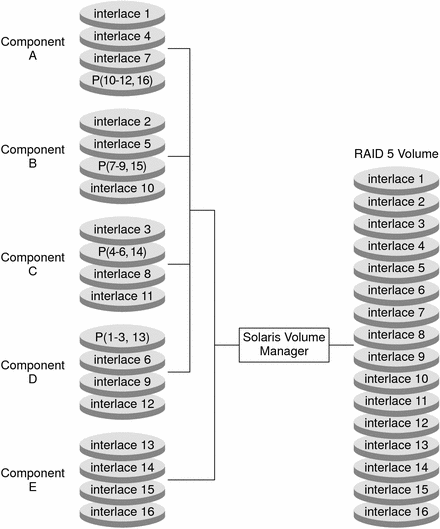 Component
A
interlace 1
interlace 4
interlace 7
P(10-12, 16)
Component
B
interlace 2
interlace 5
P(7-9, 15)
interlace 10
Component
C
interlace 3
P(4-6, 14)
interlace 8
interlace 11
Component
D
P(1-3, 13)
interlace 6
interlace 9
interlace 12
Component
E
interlace 13
interlace 14
interlace 15
interlace 16
Solaris Volume
Manager
RAID 5 Volume
interlace 1
interlace 2
interlace 3
interlace 4
interlace 5
interlace 6
interlace 7
interlace 8
interlace 9
interlace 10
interlace 11
interlace 12
interlace 13
interlace 14
interlace 15
interlace 16